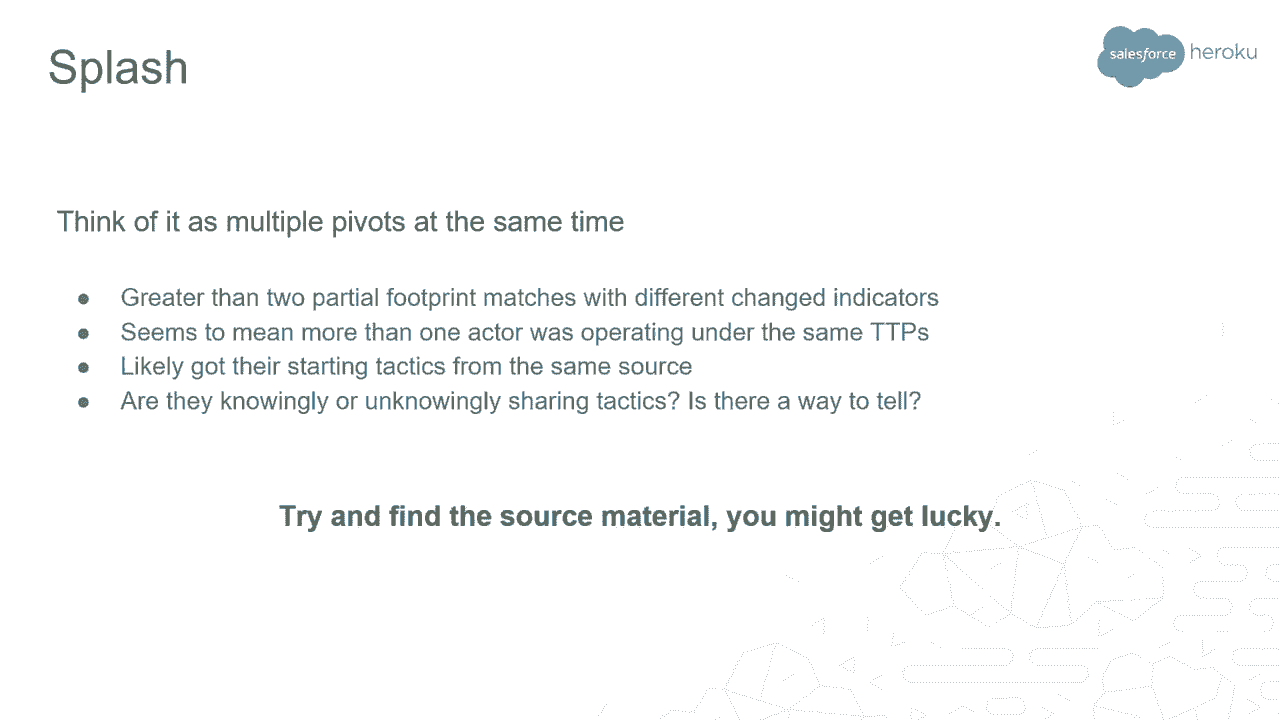 Splash
salesforce heroku
Think of it as multiple pivots at the same time
● Greater than two partial footprint matches with different changed indicators
● Seems to mean more than one actor was operating under the same TTPs
● Likely got their starting tactics from the same source
● Are they knowingly or unknowingly sharing tactics? Is there a way to tell?
Try and find the source material, you might get lucky.